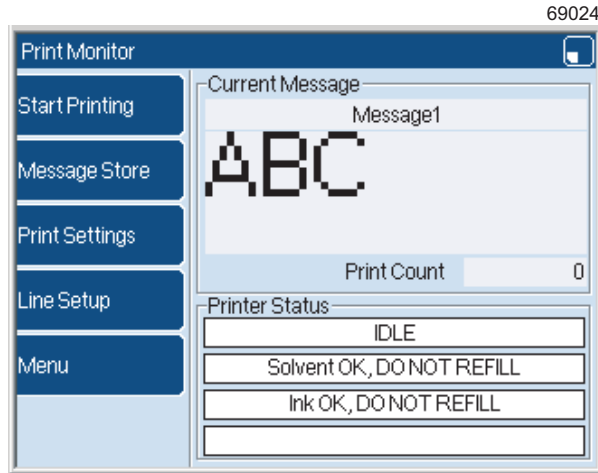 69024
Print Monitor
Start Printing
Message Store
Print Settings
Line Setup
Menu
Current Message
Message1
ABC
Print Count 0
Printer Status
IDLE
Solvent OK, DO NOT REFILL
Ink OK, DO NOT REFILL